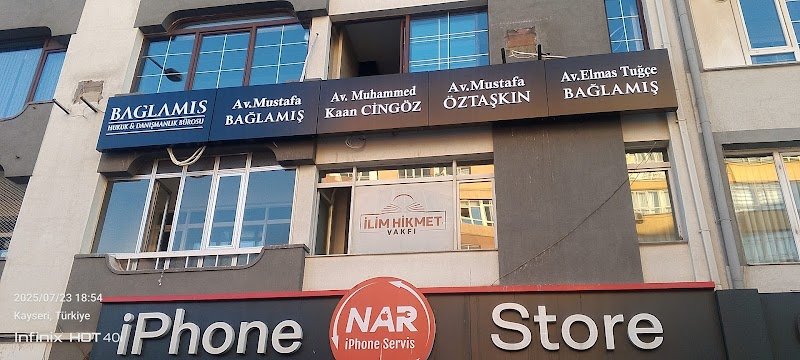 BAĞLAMIŞ
HUKUK & DANIŞMANLIK BÜROSU
Av.Mustafa
BAĞLAMIŞ
Av. Muhammed
Kaan CİNGÖZ
Av.Mustafa
ÖZTAŞKIN
Av.Elmas Tuğçe
BAĞLAMIŞ
İLİM HİKMET
VAKFI
iPhone
NAR
iPhone Servis
Store
2025/07/23 18:54
Kayseri, Türkiye
Infinix HOT 40